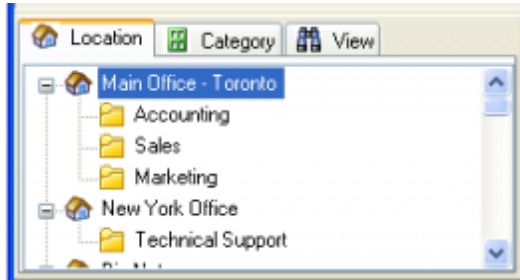 Location Category View
Main Office - Toronto
Accounting
Sales
Marketing
New York Office
Technical Support